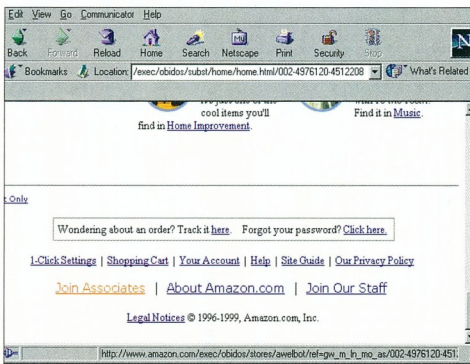 Edit View Go Communicator Help
Back Forward Reload Home Search Netscape Print Security Stop
Bookmarks Location: /exec/obidos/subst/home/home.html/002-4976120-4512208 What's Related
cool items you'll
find in Home Improvement.
Find it in Music.
t Only
Wondering about an order? Track it here. Forgot your password? Click here.
1-Click Settings | Shopping Cart | Your Account | Help | Site Guide | Our Privacy Policy
Join Associates | About Amazon.com | Join Our Staff
Legal Notices © 1996-1999, Amazon.com, Inc.
http://www.amazon.com/exec/obidos/stores/awelbot/ref=gw_m_ln_mo_as/002-4976120-451